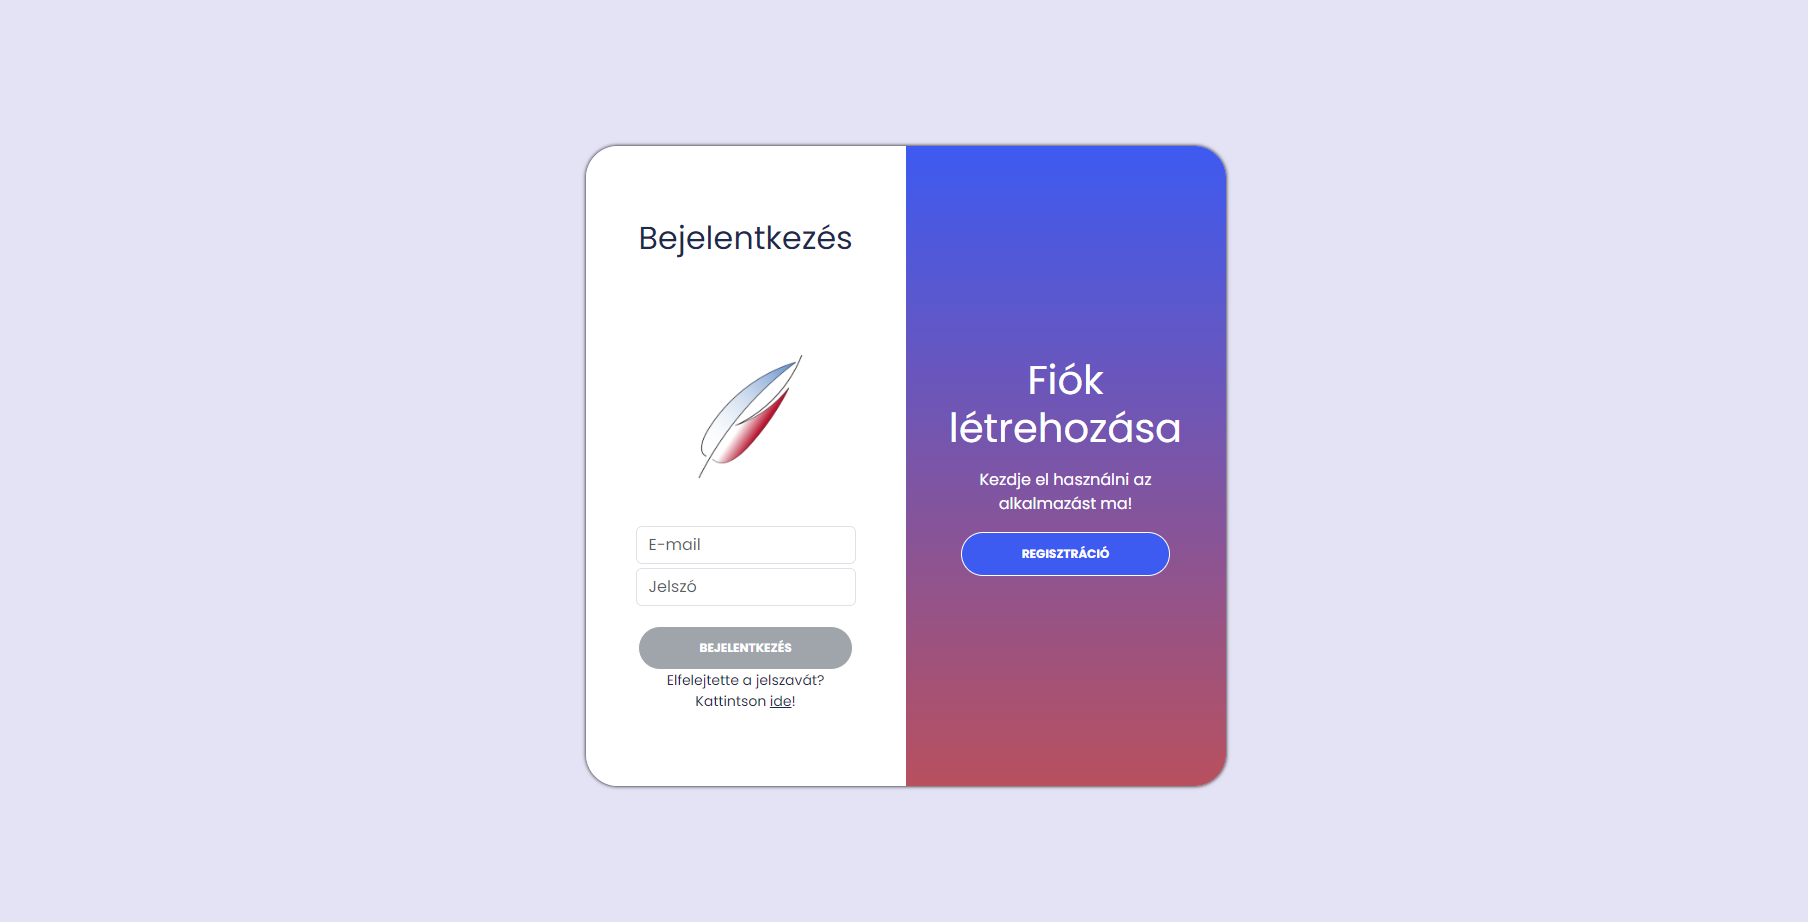 Bejelentkezés
E-mail
Jelszó
BEJELENTKEZÉS
Elfelejtette a jelszavát?
Kattintson ide!
Fiók
létrehozása
Kezdje el használni az
alkalmazást ma!
REGISZTRÁCIÓ